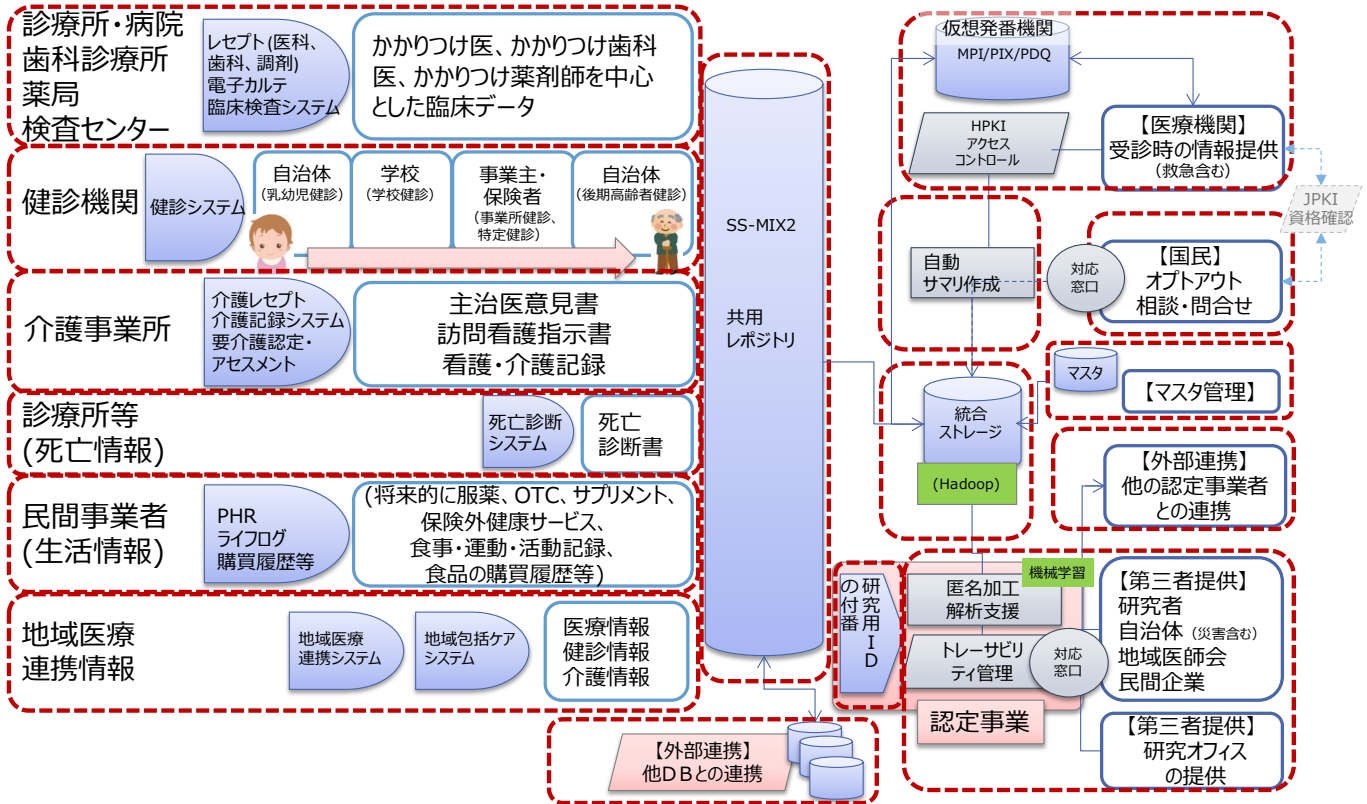 診療所・病院
歯科診療所
薬局
検査センター
レセプト(医科、
歯科、調剤)
電子カルテ
臨床検査システム
かかりつけ医、かかりつけ歯科
医、かかりつけ薬剤師を中心
とした臨床データ
健診機関
健診システム
自治体
(乳幼児健診)
学校
(学校健診)
事業主・
保険者
(事業所健診、
特定健診)
自治体
(後期高齢者健診)
介護事業所
介護レセプト
介護記録システム
要介護認定・
アセスメント
主治医意見書
訪問看護指示書
看護・介護記録
診療所等
(死亡情報)
死亡診断
システム
死亡
診断書
民間事業者
(生活情報)
PHR
ライフログ
購買履歴等
(将来的に服薬、OTC、サプリメント、
保険外健康サービス、
食事・運動・活動記録、
食品の購買履歴等)
地域医療
連携情報
地域医療
連携システム
地域包括ケア
システム
医療情報
健診情報
介護情報
SS-MIX2
共用
レポジトリ
【外部連携】
他DBとの連携
仮想発番機関
MPI/PIX/PDQ
HPKI
アクセス
コントロール
【医療機関】
受診時の情報提供
(救急含む)
JPKI
資格確認
自動
サマリ作成
対応
窓口
【国民】
オプトアウト
相談・問合せ
マスタ
【マスタ管理】
統合
ストレージ
(Hadoop)
【外部連携】
他の認定事業者
との連携
研究用ID
の付番
機械学習
匿名加工
解析支援
トレーサビリ
ティ管理
対応
窓口
認定事業
【第三者提供】
研究者
自治体(災害含む)
地域医師会
民間企業
【第三者提供】
研究オフィス
の提供